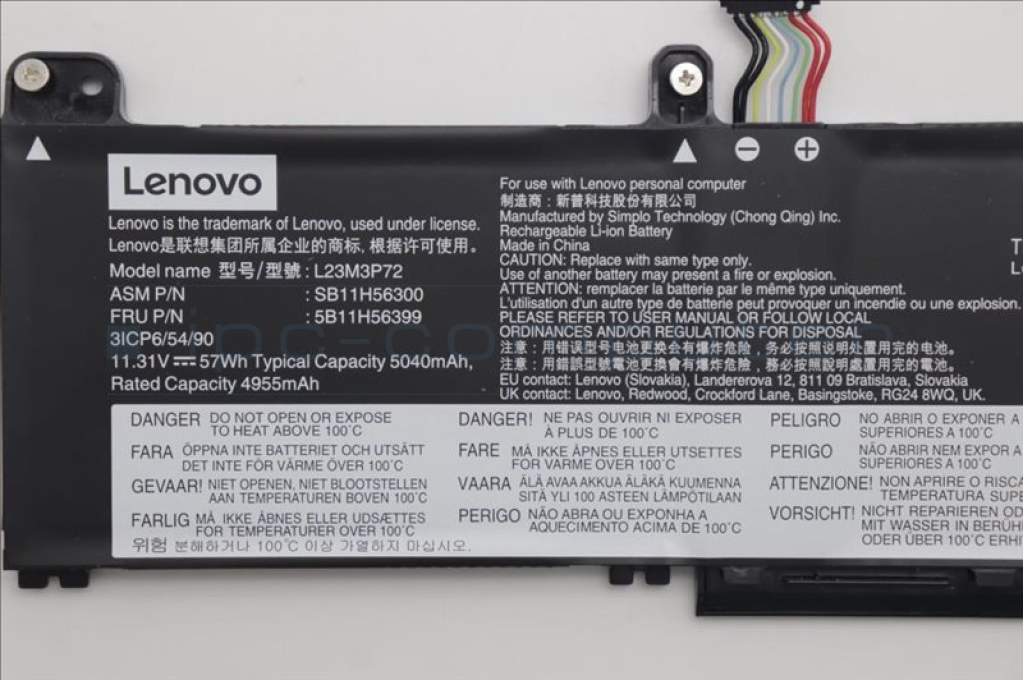 Lenovo
Lenovo is the trademark of Lenovo, used under license.
Lenovo是联想集团所属企业的商标, 根据许可使用。
Model name 型号/型號 : L23M3P72
ASM P/N : SB11H56300
FRU P/N : 5B11H56399
3ICP6/54/90
11.31V⎓57Wh Typical Capacity 5040mAh,
Rated Capacity 4955mAh
− +
For use with Lenovo personal computer
制造商：新普科技股份有限公司
Manufactured by Simplo Technology (Chong Qing) Inc.
Rechargeable Li-ion Battery
Made in China
CAUTION: Replace with same type only.
Use of another battery may present a fire or explosion.
ATTENTION: remplacer la batterie par le même type uniquement.
L'utilisation d'un autre type de batterie peut provoquer un incendie ou une explosion.
PLEASE REFER TO USER MANUAL OR FOLLOW LOCAL
ORDINANCES AND/OR REGULATIONS FOR DISPOSAL
注意：用错误型号电池更换会有爆炸危险，务必按照说明处置用完的电池。
注意：用錯誤型號電池更換會有爆炸危險，務必按照說明處置用完的電池。
EU contact: Lenovo (Slovakia), Landererova 12, 811 09 Bratislava, Slovakia
UK contact: Lenovo, Redwood, Crockford Lane, Basingstoke, RG24 8WQ, UK.
DANGER DO NOT OPEN OR EXPOSE
TO HEAT ABOVE 100°C
FARA ÖPPNA INTE BATTERIET OCH UTSÄTT
DET INTE FÖR VÄRME ÖVER 100°C
GEVAAR! NIET OPENEN, NIET BLOOTSTELLEN
AAN TEMPERATUREN BOVEN 100°C
FARLIG MÅ IKKE ÅBNES ELLER UDSÆTTES
FOR TEMPERATURER OVER 100°C
위험 분해하거나 100°C 이상 가열하지 마십시오.
DANGER! NE PAS OUVRIR NI EXPOSER
À PLUS DE 100°C
FARE MÅ IKKE ÅPNES ELLER UTSETTES
FOR VARME OVER 100°C
VAARA ÄLÄ AVAA AKKUA ÄLÄKÄ KUUMENNA
SITÄ YLI 100 ASTEEN LÄMPÖTILAAN
PERIGO NÃO ABRA OU EXPONHA A
AQUECIMENTO ACIMA DE 100°C
PELIGRO NO ABRIR O EXPONER A
SUPERIORES A 100°C
PERIGO NÃO ABRIR NEM EXPOR A
SUPERIORES A 100°C
ATTENZIONE! NON APRIRE O
TEMPERATURA
VORSICHT! NICHT REPARIEREN
MIT WASSER IN
ODER ÜBER 100°C